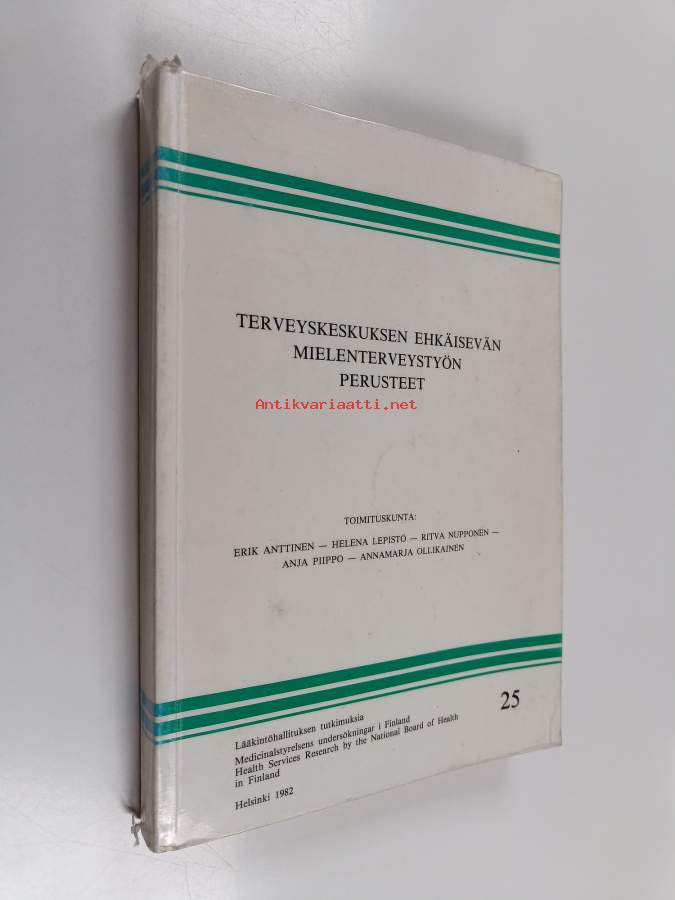 TERVEYSKESKUKSEN EHKÄISEVÄN
MIELENTERVEYSTYÖN
PERUSTEET
Antikvariaatti.net
TOIMITUSKUNTA:
ERIK ANTTINEN — HELENA LEPISTÖ — RITVA NUPPONEN —
ANJA PIIPPO — ANNAMARJA OLLIKAINEN
25
Lääkintöhallituksen tutkimuksia
Medicinalstyrelsens undersökningar i Finland
Health Services Research by the National Board of Health
in Finland
Helsinki 1982